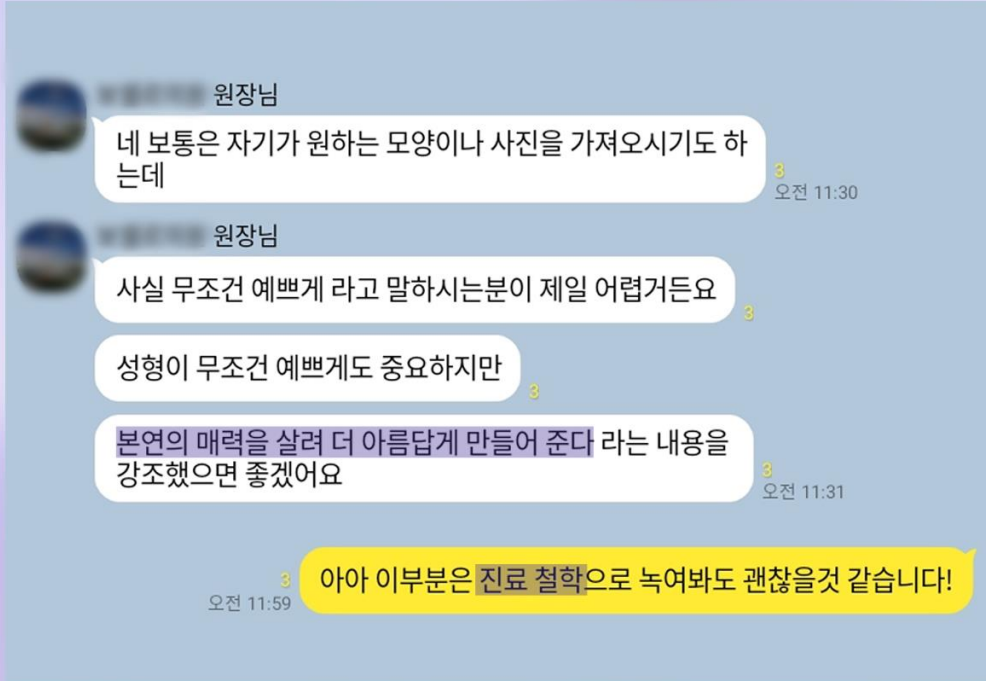 원장님
네 보통은 자기가 원하는 모양이나 사진을 가져오시기도 하
는데
3
오전 11:30
원장님
사실 무조건 예쁘게 라고 말하시는분이 제일 어렵거든요
3
성형이 무조건 예쁘게도 중요하지만
3
본연의 매력을 살려 더 아름답게 만들어 준다 라는 내용을
강조했으면 좋겠어요
3
오전 11:31
아아 이부분은 진료 철학으로 녹여봐도 괜찮을것 같습니다!
3
오전 11:59